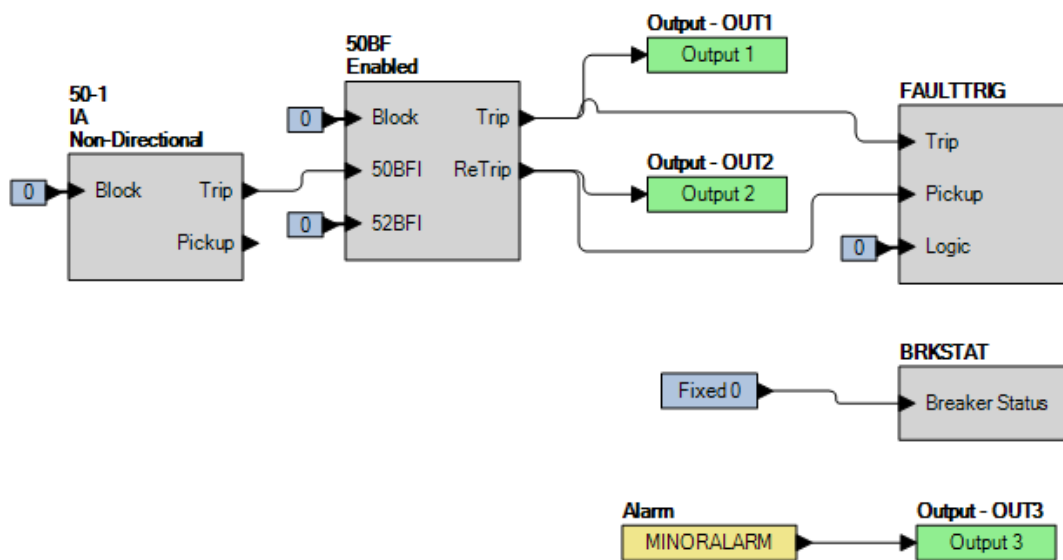 Output - OUT1
Output 1
50BF
Enabled
0
Block
Trip
50BFI
ReTrip
0
52BFI
50-1
IA
Non-Directional
0
Block
Trip
Pickup
Output - OUT2
Output 2
FAULTTRIG
Trip
Pickup
0
Logic
BRKSTAT
Fixed 0
Breaker Status
Alarm
MINORALARM
Output - OUT3
Output 3